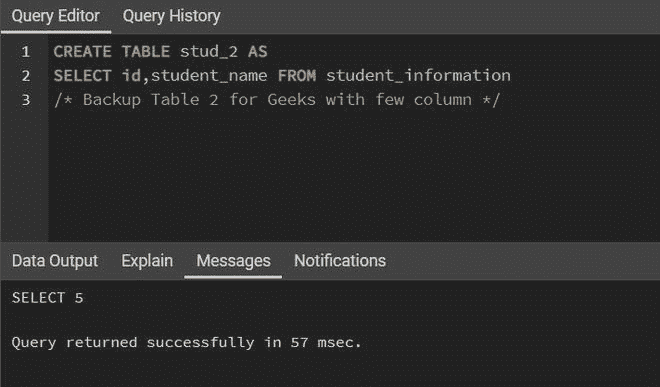 Query Editor Query History
1 CREATE TABLE stud_2 AS
2 SELECT id,student_name FROM student_information
3 /* Backup Table 2 for Geeks with few column */
Data Output Explain Messages Notifications
SELECT 5
Query returned successfully in 57 msec.